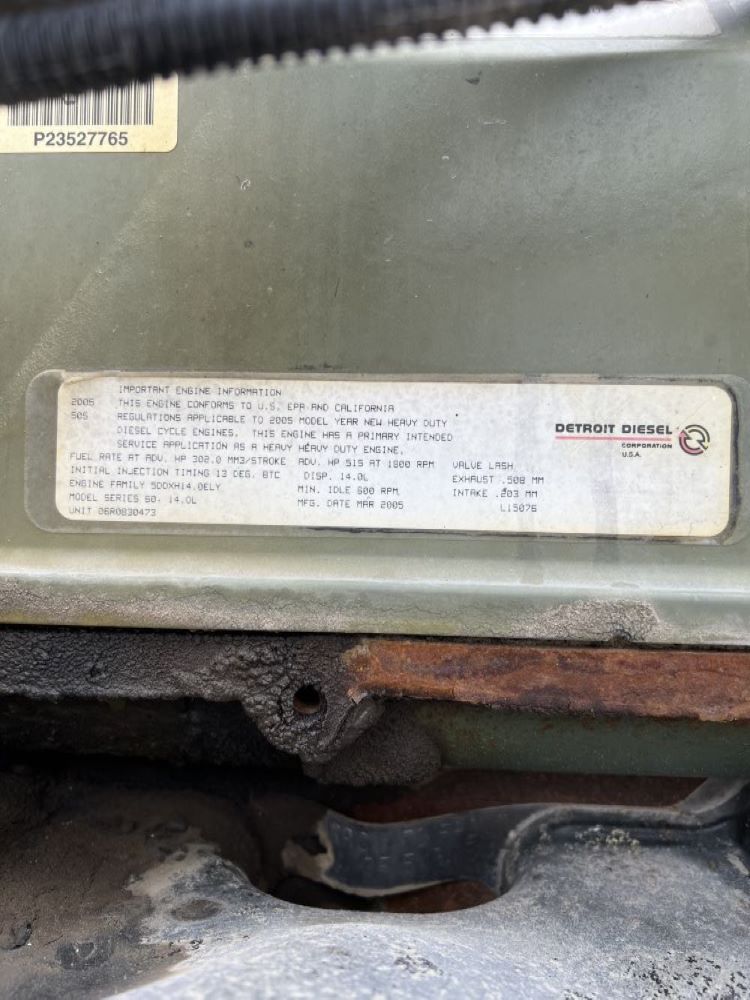 P23527765
IMPORTANT ENGINE INFORMATION
2005 THIS ENGINE CONFORMS TO U.S. EPA AND CALIFORNIA
505 REGULATIONS APPLICABLE TO 2005 MODEL YEAR NEW HEAVY DUTY
DIESEL CYCLE ENGINES. THIS ENGINE HAS A PRIMARY INTENDED
SERVICE APPLICATION AS A HEAVY HEAVY DUTY ENGINE.
FUEL RATE AT ADV. HP 302.0 MM3/STROKE ADV. HP 515 AT 1800 RPM VALVE LASH
INITIAL INJECTION TIMING 13 DEG. BTC DISP. 14.0L EXHAUST .508 MM
ENGINE FAMILY 5DDXH14.0ELY MIN. IDLE 600 RPM INTAKE .203 MM
MODEL SERIES 60- 14.0L MFG. DATE MAR 2005 L15076
UNIT 06R0830473
DETROIT DIESEL
CORPORATION
U.S.A.